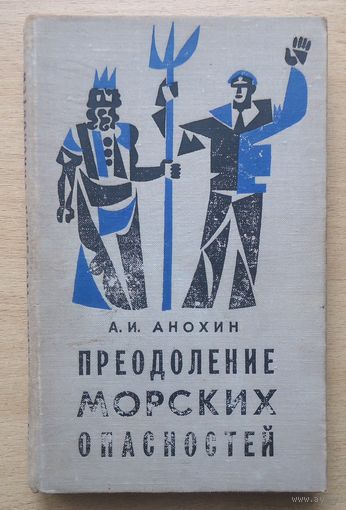 А. И. АНОХИН
ПРЕОДОЛЕНИЕ
МОРСКИХ
ОПАСНОСТЕЙ